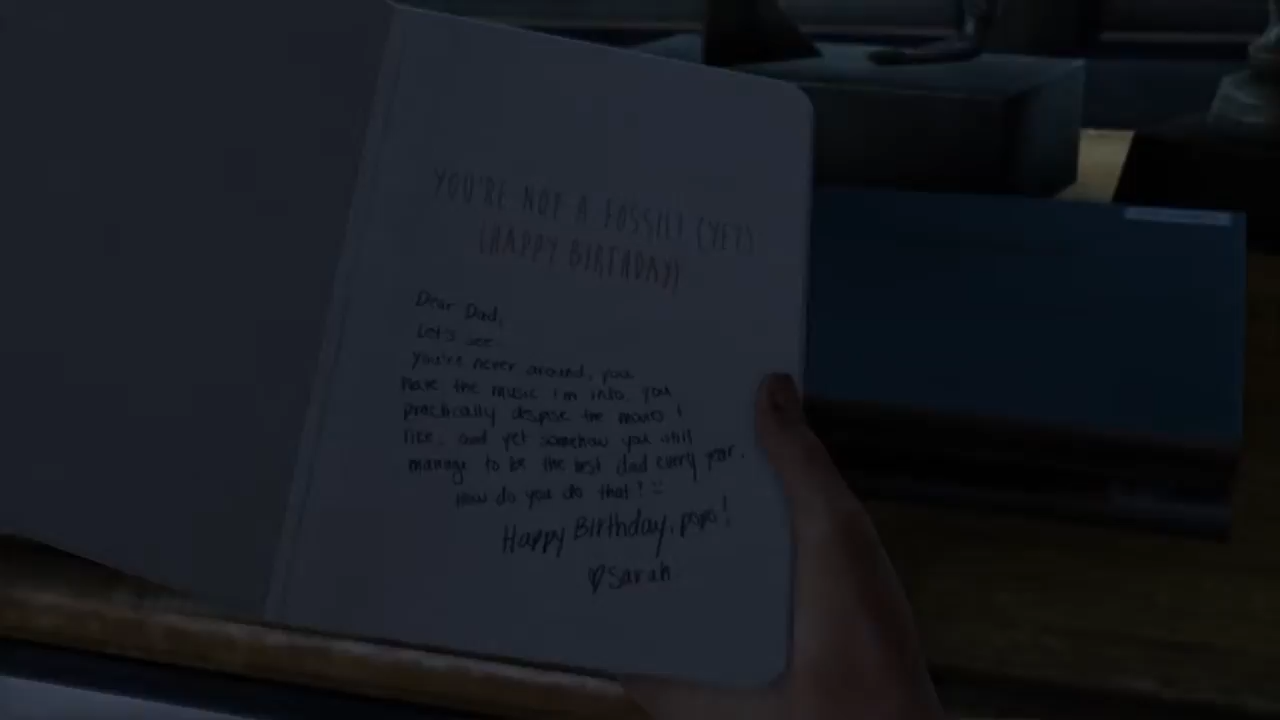 YOU'RE NOT A FOSSIL! (YET)
(HAPPY BIRTHDAY)
Dear Dad,
Let's see
you're never around, you
hate the music I'm into, you
practically despise the movies I
like, and yet somehow you still
manage to be the best dad every year.
How do you do that? :)
Happy Birthday, papa!
♡ Sarah